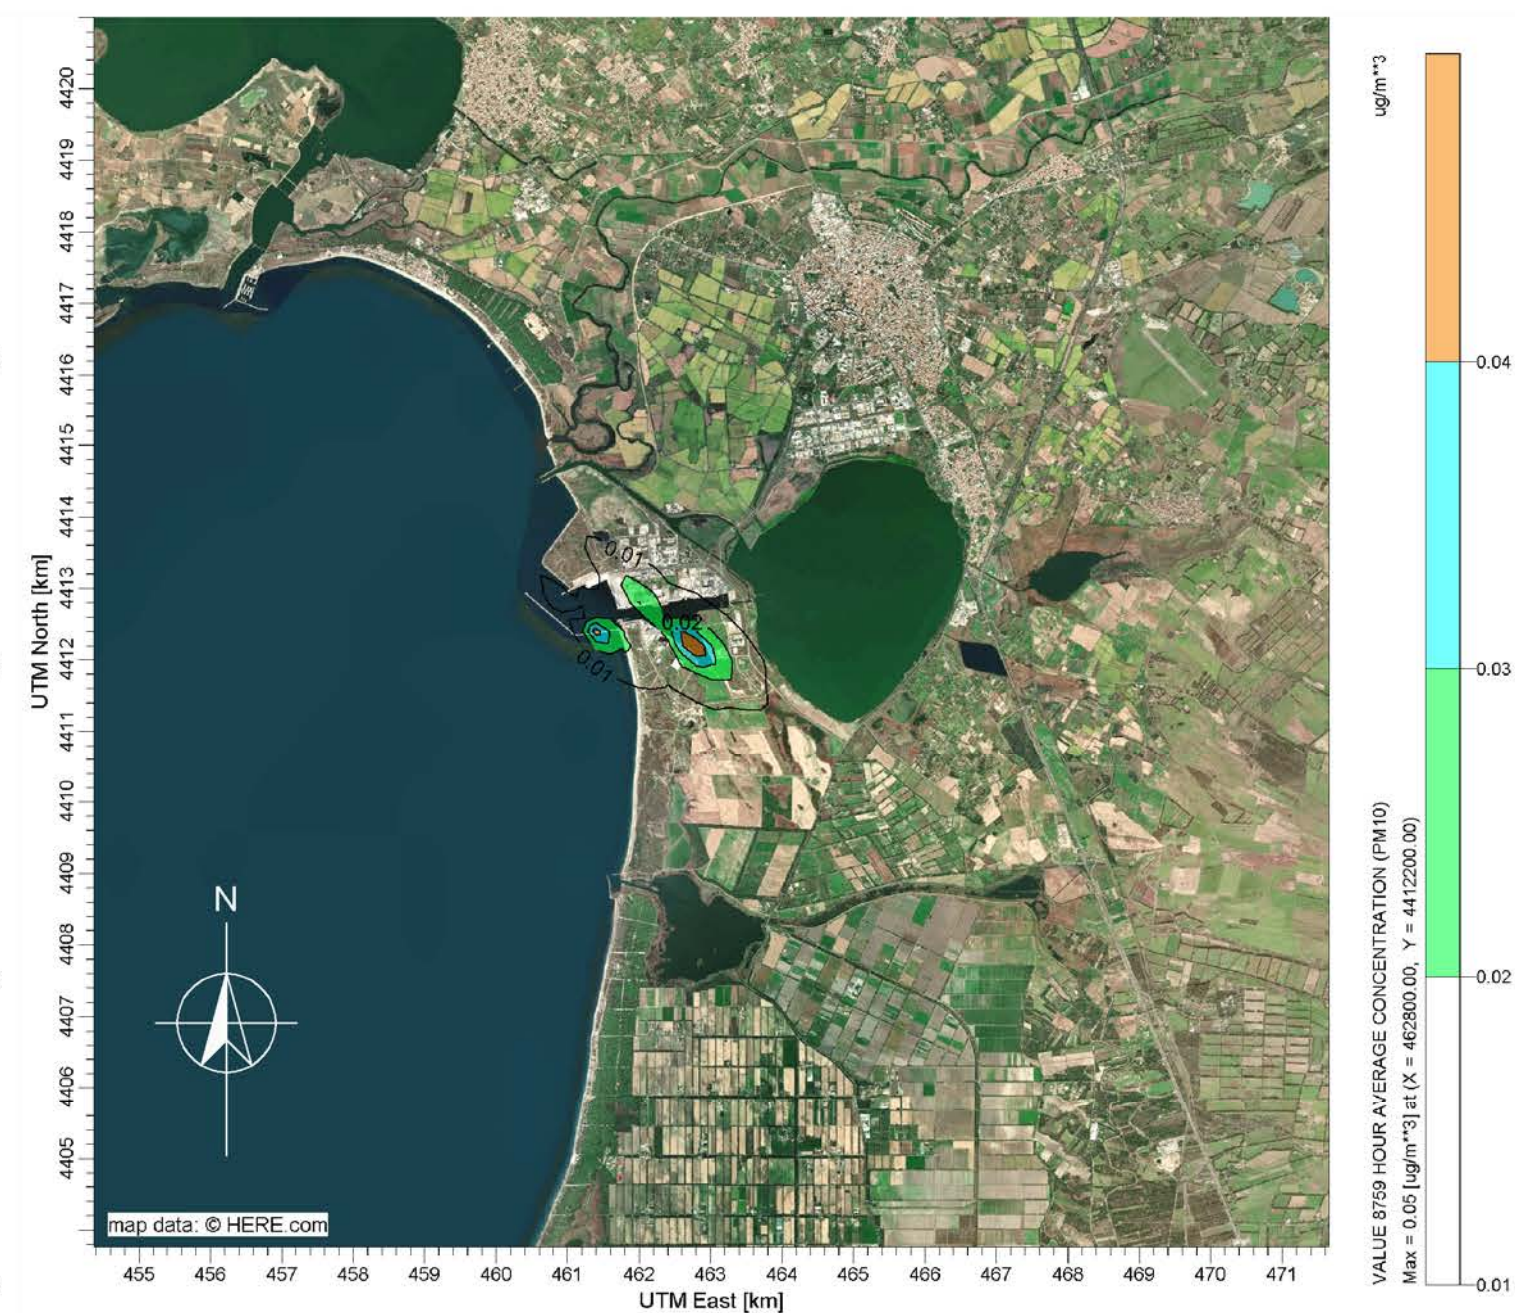 4420
4419
4418
4417
4416
4415
4414
4413
4412
4411
4410
4409
4408
4407
4406
4405
UTM North [km]
0.01
0.02
0.01
N
map data: © HERE.com
455 456 457 458 459 460 461 462 463 464 465 466 467 468 469 470 471
UTM East [km]
ug/m**3
0.04
0.03
0.02
0.01
VALUE 8759 HOUR AVERAGE CONCENTRATION (PM10)
Max = 0.05 [ug/m**3] at (X = 462800.00, Y = 4412200.00)